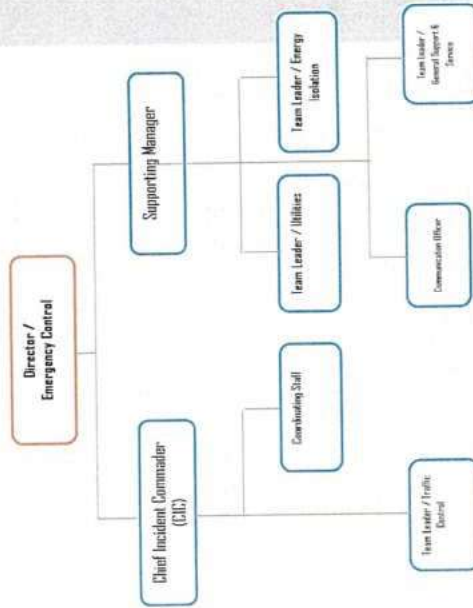 Director /
Emergency Control
Chief Incident Commader
(CIC)
Supporting Manager
Coordinating Staff
Team Leader / Utilities
Team Leader / Energy
Isolation
Team Leader / Traffic
Control
Communication Officer
Team Leader /
General Support &
Service